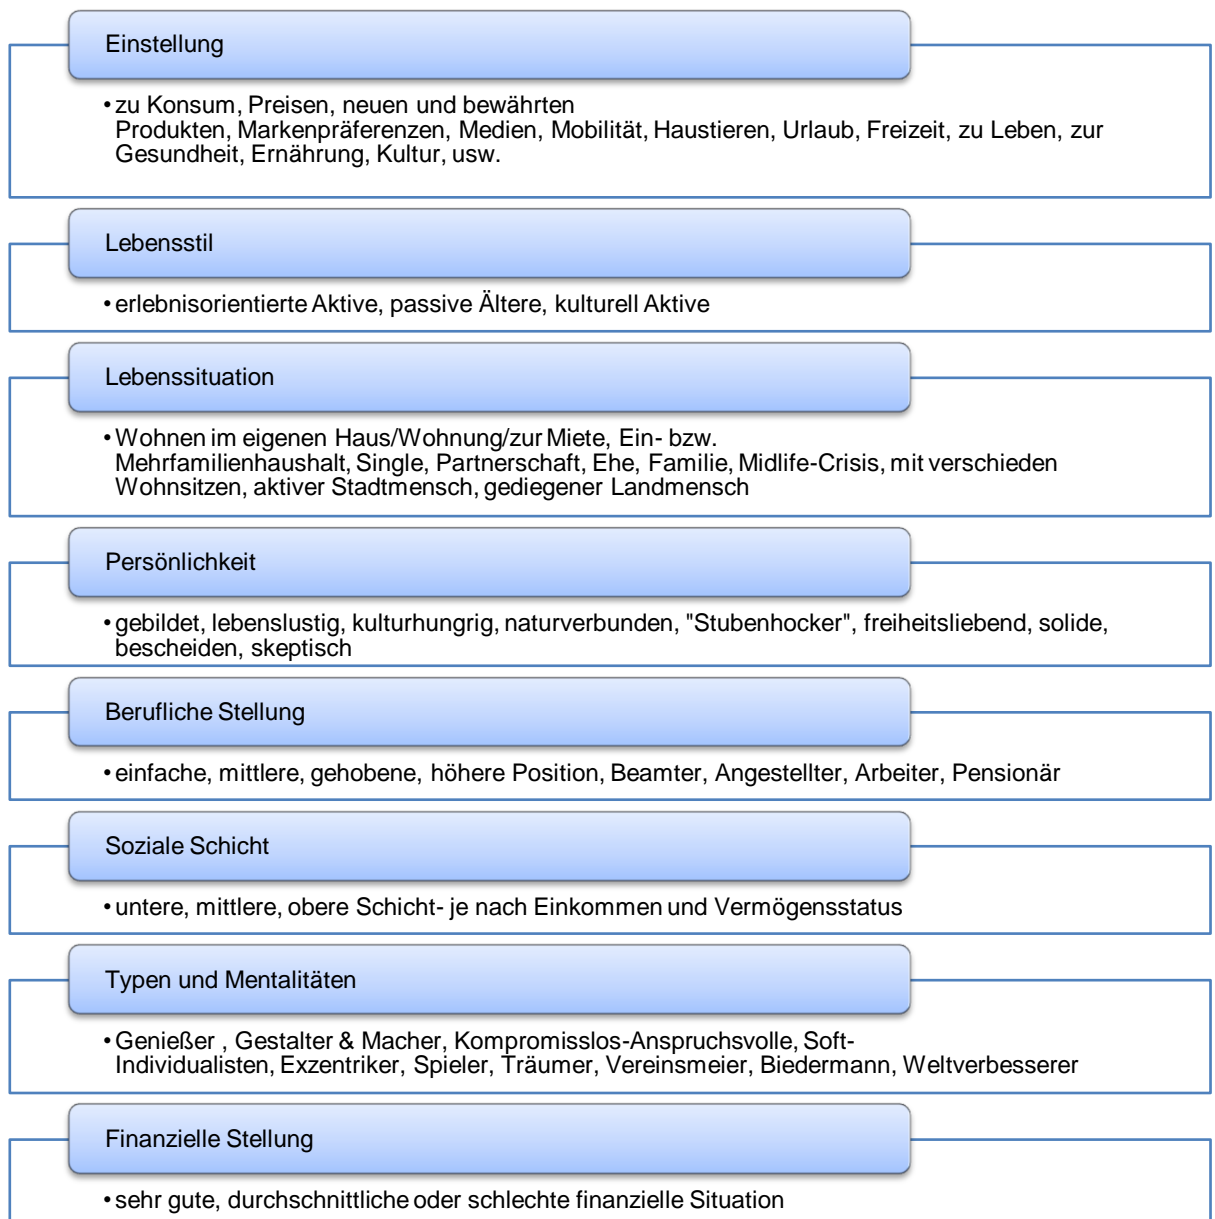 Einstellung
• zu Konsum, Preisen, neuen und bewährten
Produkten, Markenpräferenzen, Medien, Mobilität, Haustieren, Urlaub, Freizeit, zu Leben, zur
Gesundheit, Ernährung, Kultur, usw.
Lebensstil
• erlebnisorientierte Aktive, passive Ältere, kulturell Aktive
Lebenssituation
• Wohnen im eigenen Haus/Wohnung/zur Miete, Ein- bzw.
Mehrfamilienhaushalt, Single, Partnerschaft, Ehe, Familie, Midlife-Crisis, mit verschieden
Wohnsitzen, aktiver Stadtmensch, gediegener Landmensch
Persönlichkeit
• gebildet, lebenslustig, kulturhungrig, naturverbunden, "Stubenhocker", freiheitsliebend, solide,
bescheiden, skeptisch
Berufliche Stellung
• einfache, mittlere, gehobene, höhere Position, Beamter, Angestellter, Arbeiter, Pensionär
Soziale Schicht
• untere, mittlere, obere Schicht- je nach Einkommen und Vermögensstatus
Typen und Mentalitäten
• Genießer , Gestalter & Macher, Kompromisslos-Anspruchsvolle, Soft-
Individualisten, Exzentriker, Spieler, Träumer, Vereinsmeier, Biedermann, Weltverbesserer
Finanzielle Stellung
• sehr gute, durchschnittliche oder schlechte finanzielle Situation